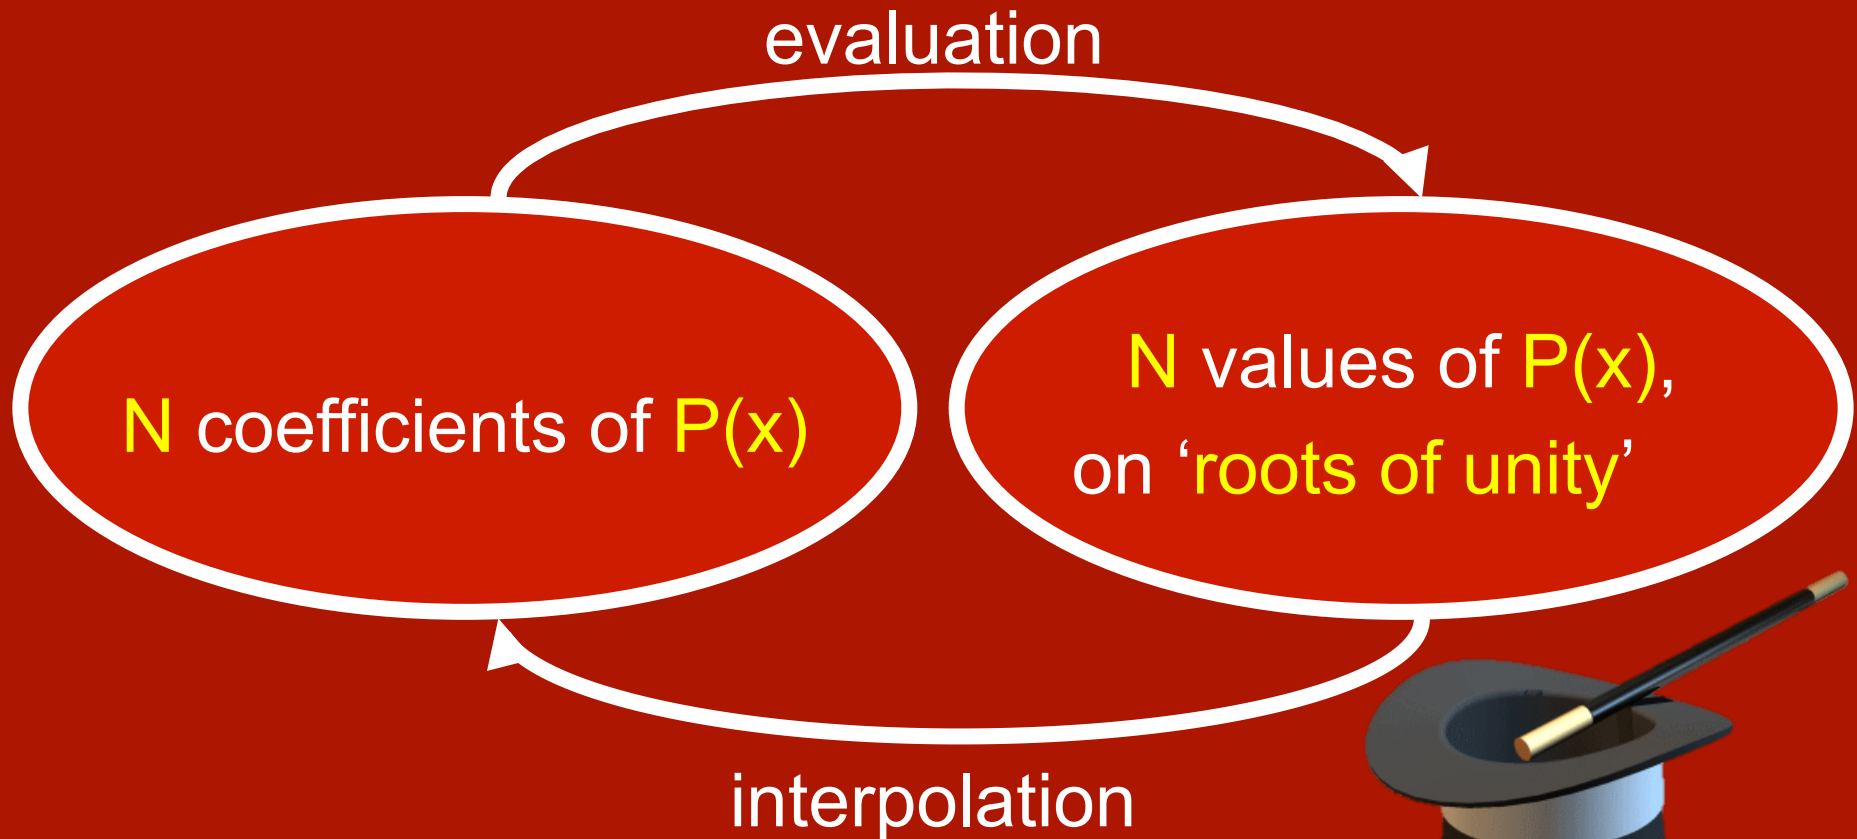 evaluation
N coefficients of P(x)
N values of P(x),
on ‘roots of unity’
interpolation